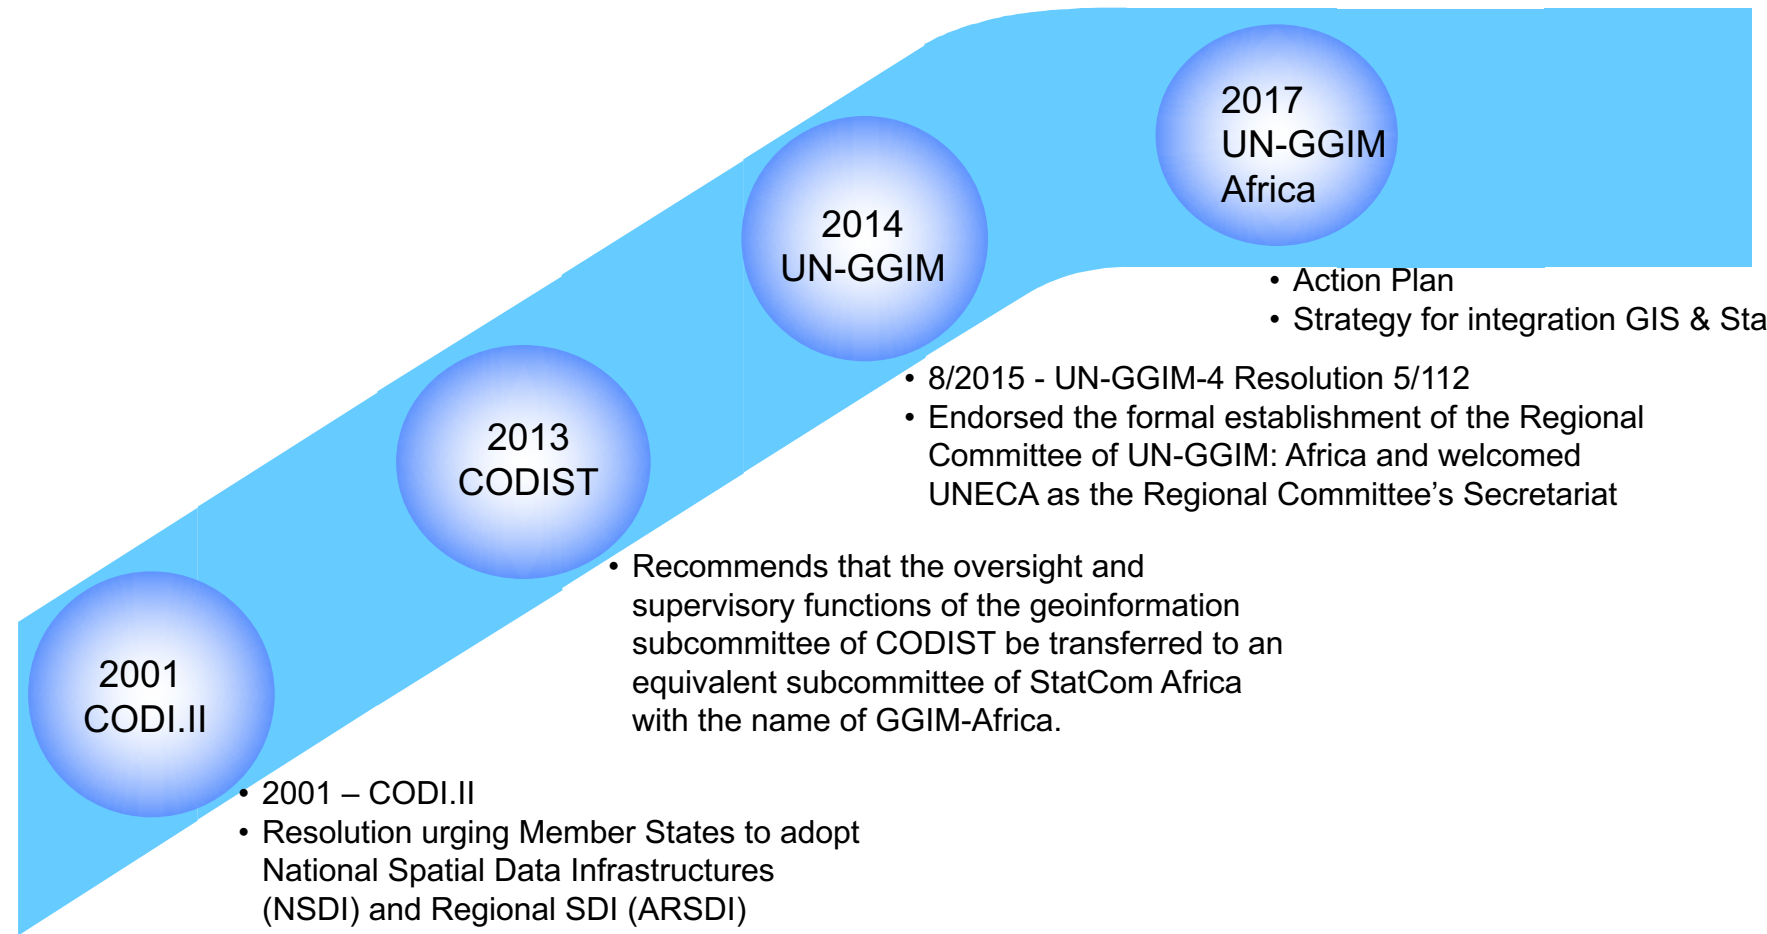 2017
UN-GGIM
Africa
2014
UN-GGIM
• Action Plan
• Strategy for integration GIS & Sta
• 8/2015 - UN-GGIM-4 Resolution 5/112
• Endorsed the formal establishment of the Regional
Committee of UN-GGIM: Africa and welcomed
UNECA as the Regional Committee’s Secretariat
2013
CODIST
• Recommends that the oversight and
supervisory functions of the geoinformation
subcommittee of CODIST be transferred to an
equivalent subcommittee of StatCom Africa
with the name of GGIM-Africa.
2001
CODI.II
• 2001 – CODI.II
• Resolution urging Member States to adopt
National Spatial Data Infrastructures
(NSDI) and Regional SDI (ARSDI)